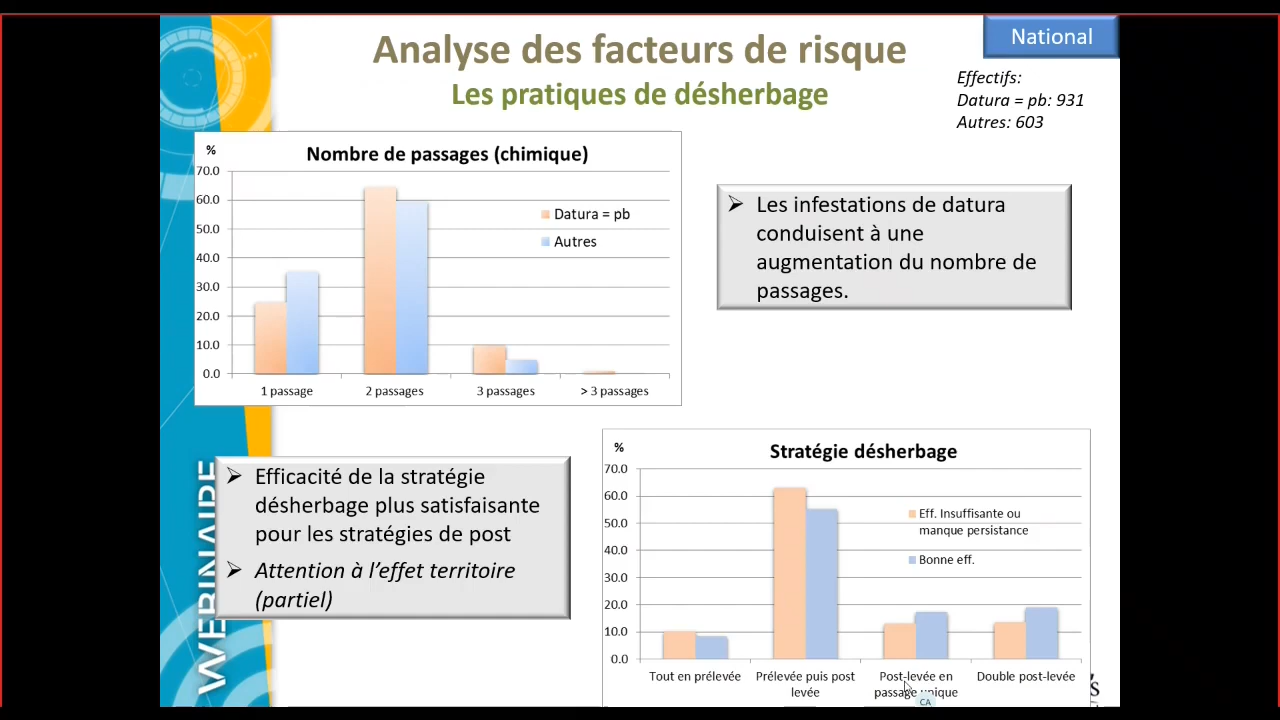 Analyse des facteurs de risque
Les pratiques de désherbage
National
Effectifs:
Datura = pb: 931
Autres: 603
%
Nombre de passages (chimique)
70.0
60.0
50.0
40.0
30.0
20.0
10.0
0.0
Datura = pb
Autres
1 passage
2 passages
3 passages
> 3 passages
➢ Les infestations de datura
conduisent à une
augmentation du nombre de
passages.
WEBINAIRE
➢ Efficacité de la stratégie
désherbage plus satisfaisante
pour les stratégies de post
➢ Attention à l’effet territoire
(partiel)
%
Stratégie désherbage
70.0
60.0
50.0
40.0
30.0
20.0
10.0
0.0
Eff. Insuffisante ou
manque persistance
Bonne eff.
Tout en prélevée
Prélevée puis post
levée
Post-levée en
passage unique
Double post-levée
CA